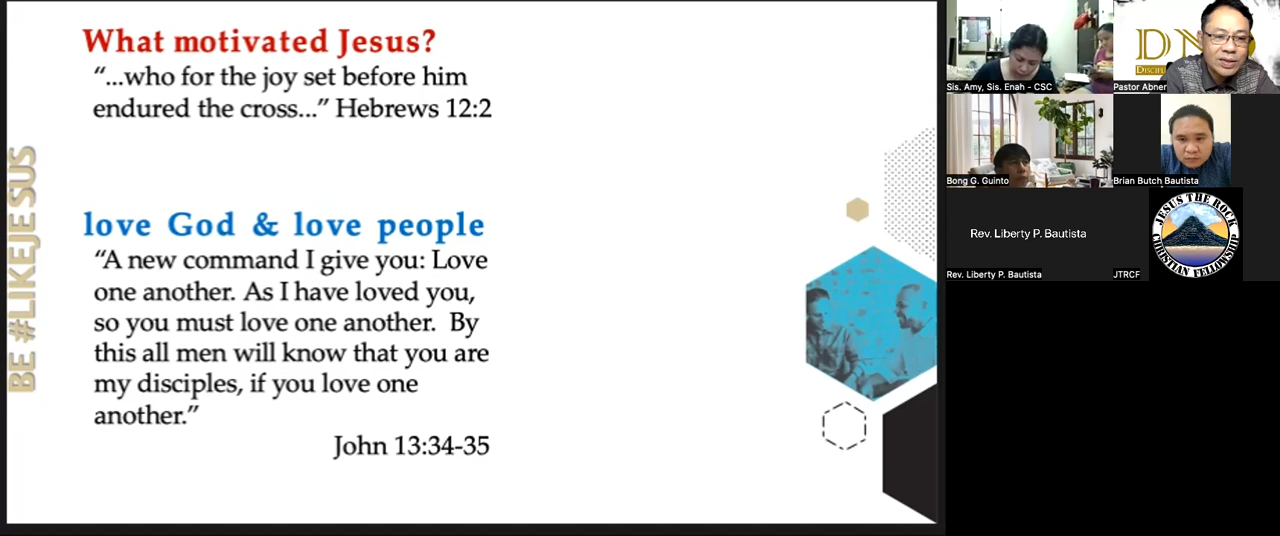 What motivated Jesus?
“...who for the joy set before him
endured the cross...” Hebrews 12:2
love God & love people
“A new command I give you: Love
one another. As I have loved you,
so you must love one another. By
this all men will know that you are
my disciples, if you love one
another.”
John 13:34-35
BE #LIKEJESUS
Sis. Amy, Sis. Enah - CSC
Pastor Abner
Bong G. Guinto
Brian Butch Bautista
Rev. Liberty P. Bautista
Rev. Liberty P. Bautista
JTRCF
JESUS THE ROCK
CHRISTIAN FELLOWSHIP